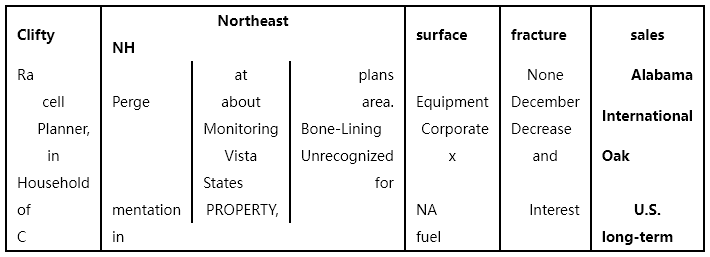 Clifty Northeast surface fracture sales
NH
Ra at plans None Alabama
cell Perge about area. Equipment December International
Planner, Monitoring Bone-Lining Corporate Decrease
in Vista Unrecognized x and Oak
Household States for
of mentation PROPERTY, NA Interest U.S.
C in fuel long-term